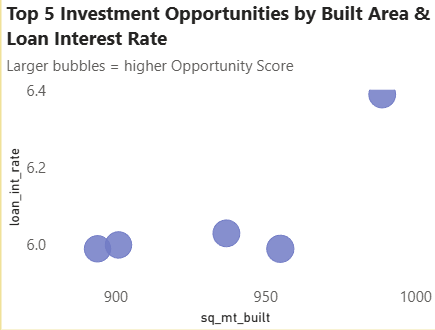 Top 5 Investment Opportunities by Built Area &
Loan Interest Rate
Larger bubbles = higher Opportunity Score
6.4
6.2
6.0
loan_int_rate
900 950 1000
sq_mt_built